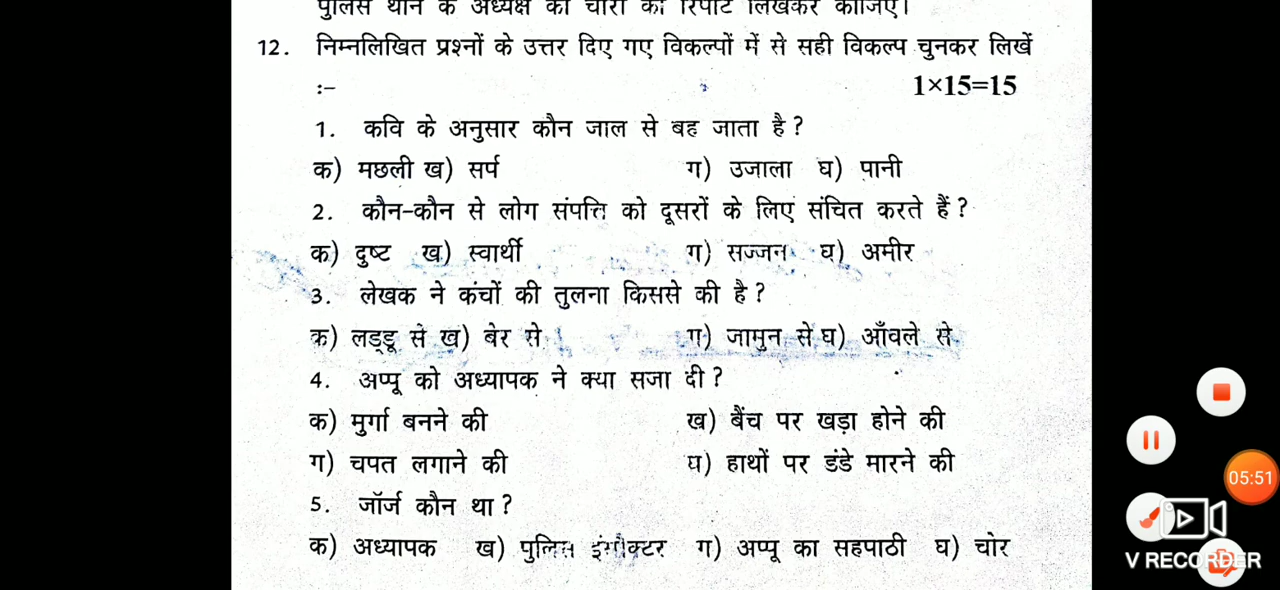 पुलिस थाने के अध्यक्ष को चोरी की रिपोर्ट लिखकर कीजिए।
12. निम्नलिखित प्रश्नों के उत्तर दिए गए विकल्पों में से सही विकल्प चुनकर लिखें
:- 1×15=15
1. कवि के अनुसार कौन जाल से बह जाता है?
क) मछली ख) सर्प ग) उजाला घ) पानी
2. कौन-कौन से लोग संपत्ति को दूसरों के लिए संचित करते हैं?
क) दुष्ट ख) स्वार्थी ग) सज्जन घ) अमीर
3. लेखक ने कंचों की तुलना किससे की है?
क) लड्डू से ख) बेर से ग) जामुन से घ) आँवले से
4. अप्पू को अध्यापक ने क्या सजा दी?
क) मुर्गा बनने की ख) बैंच पर खड़ा होने की
ग) चपत लगाने की घ) हाथों पर डंडे मारने की
5. जॉर्ज कौन था?
क) अध्यापक ख) पुलिस ग) अप्पू का सहपाठी घ) चोर
05:51
V RECORDER